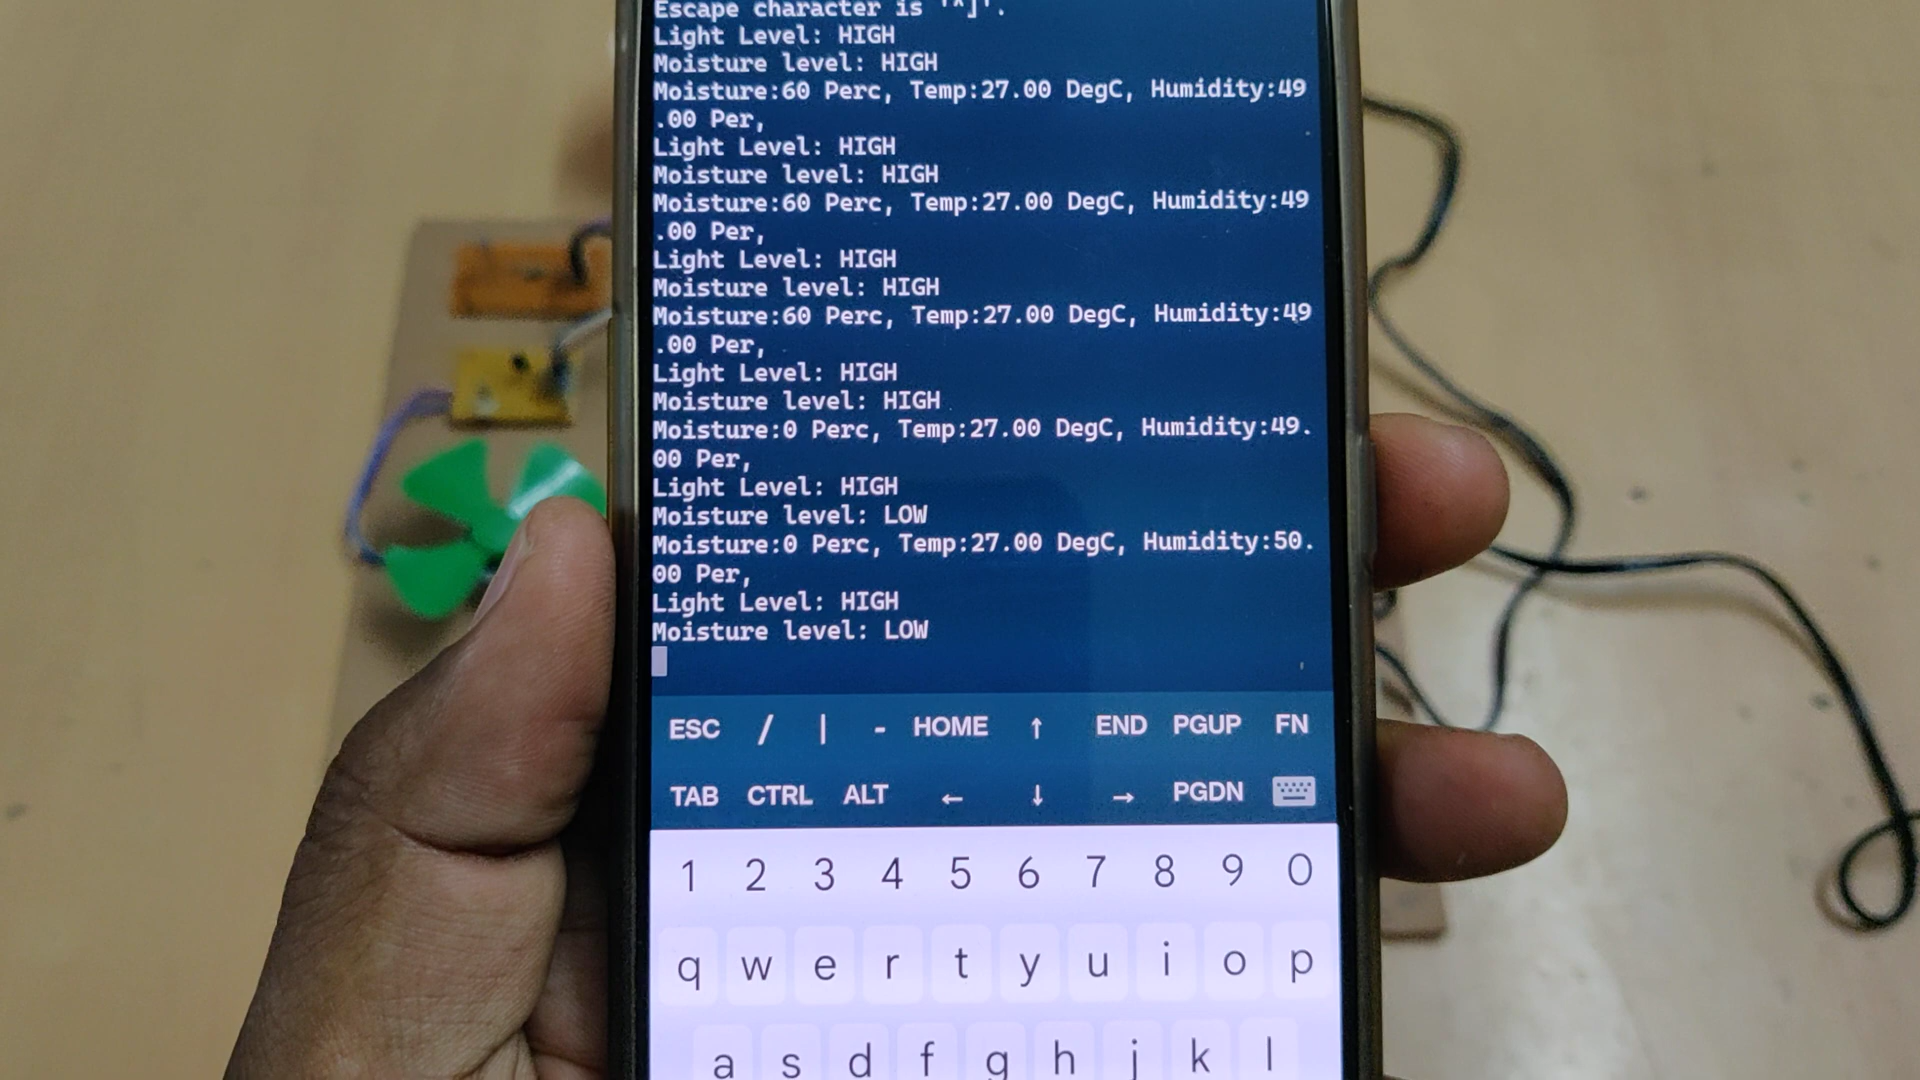 Escape character is '^]'.
Light Level: HIGH
Moisture level: HIGH
Moisture:60 Perc, Temp:27.00 DegC, Humidity:49
.00 Per,
Light Level: HIGH
Moisture level: HIGH
Moisture:60 Perc, Temp:27.00 DegC, Humidity:49
.00 Per,
Light Level: HIGH
Moisture level: HIGH
Moisture:60 Perc, Temp:27.00 DegC, Humidity:49
.00 Per,
Light Level: HIGH
Moisture level: HIGH
Moisture:0 Perc, Temp:27.00 DegC, Humidity:49.
00 Per,
Light Level: HIGH
Moisture level: LOW
Moisture:0 Perc, Temp:27.00 DegC, Humidity:50.
00 Per,
Light Level: HIGH
Moisture level: LOW
ESC / | - HOME ↑ END PGUP FN
TAB CTRL ALT ← ↓ → PGDN
1 2 3 4 5 6 7 8 9 0
q w e r t y u i o p
a s d f g h j k l